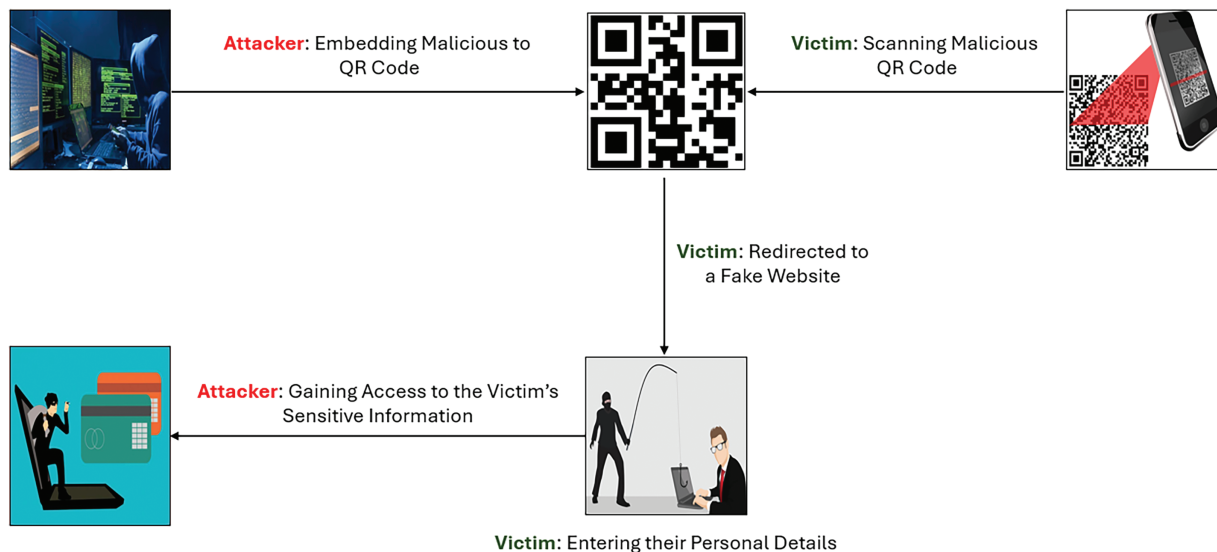 Attacker: Embedding Malicious to
QR Code
Victim: Scanning Malicious
QR Code
Victim: Redirected to
a Fake Website
Attacker: Gaining Access to the Victim’s
Sensitive Information
Victim: Entering their Personal Details